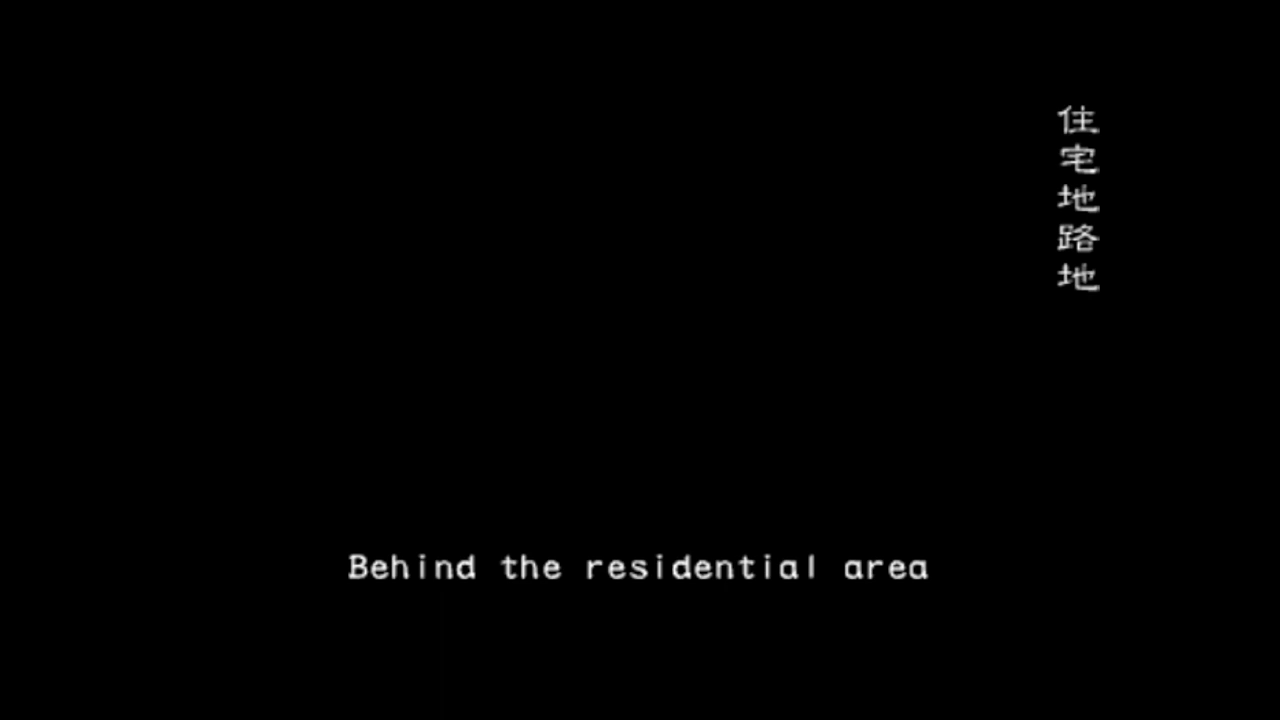 住宅地路地
Behind the residential area